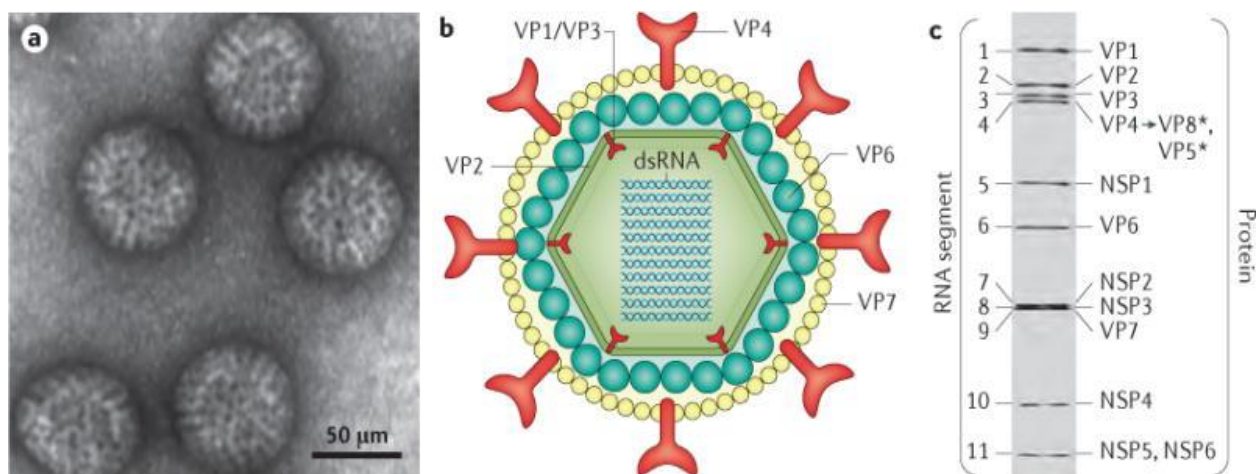 a
50 µm
b
VP1/VP3
VP4
VP2
dsRNA
VP6
VP7
c
RNA segment
Protein
1 VP1
2 VP2
3 VP3
4 VP4→VP8*,
VP5*
5 NSP1
6 VP6
7 NSP2
8 NSP3
9 VP7
10 NSP4
11 NSP5, NSP6